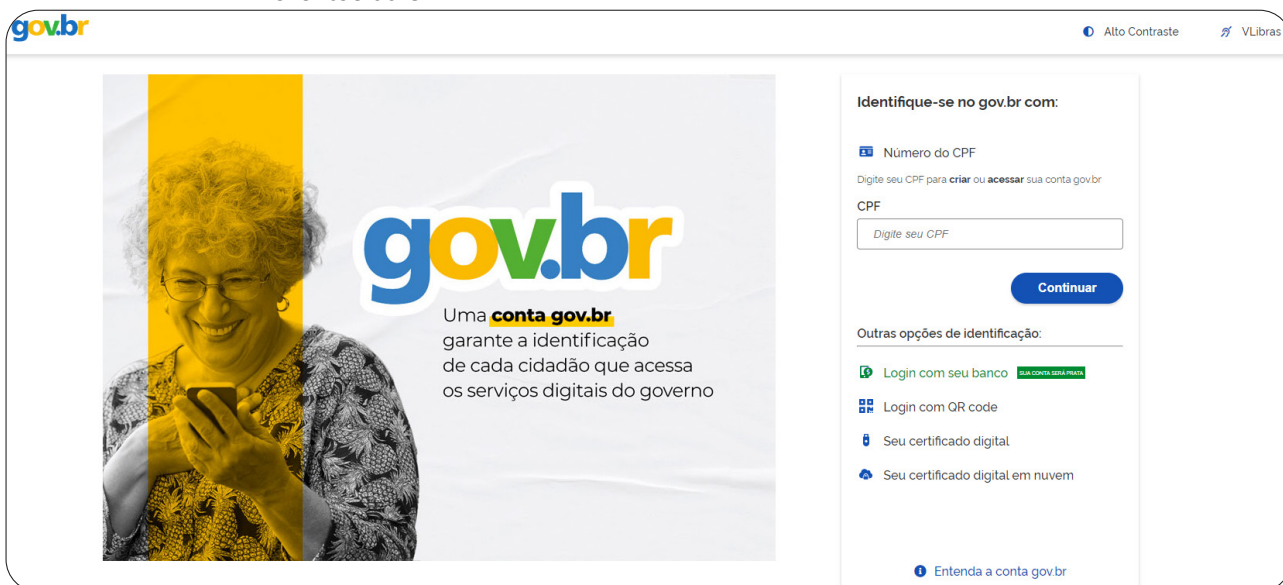 gov.br
Alto Contraste
VLibras
gov.br
Uma conta gov.br
garante a identificação
de cada cidadão que acessa
os serviços digitais do governo
Identifique-se no gov.br com:
Número do CPF
Digite seu CPF para criar ou acessar sua conta gov.br
CPF
Digite seu CPF
Continuar
Outras opções de identificação:
Login com seu banco SUA CONTA SERÁ PRATA
Login com QR code
Seu certificado digital
Seu certificado digital em nuvem
Entenda a conta gov.br